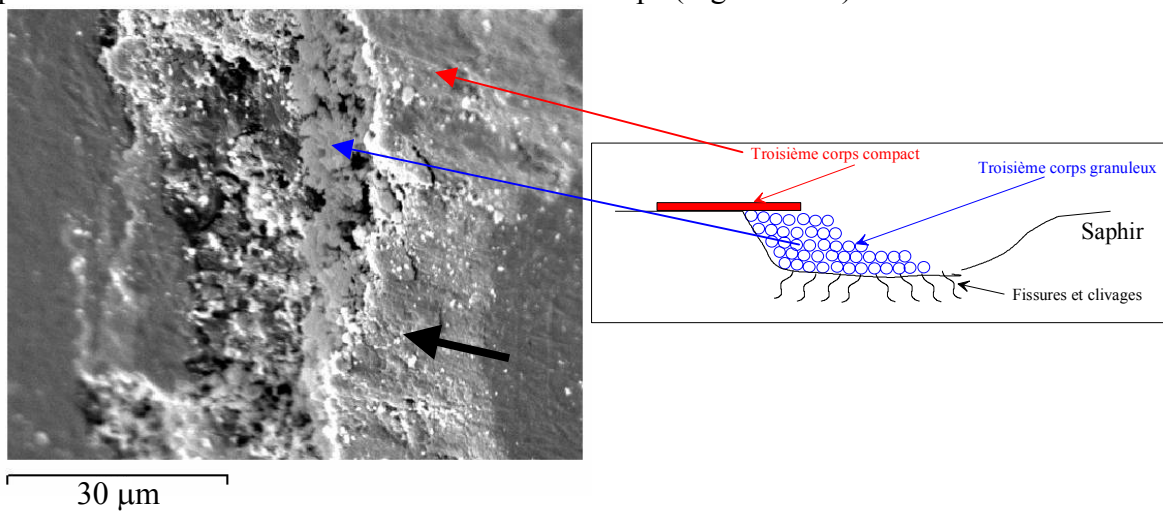 Troisième corps compact
Troisième corps granuleux
Saphir
Fissures et clivages
30 μm